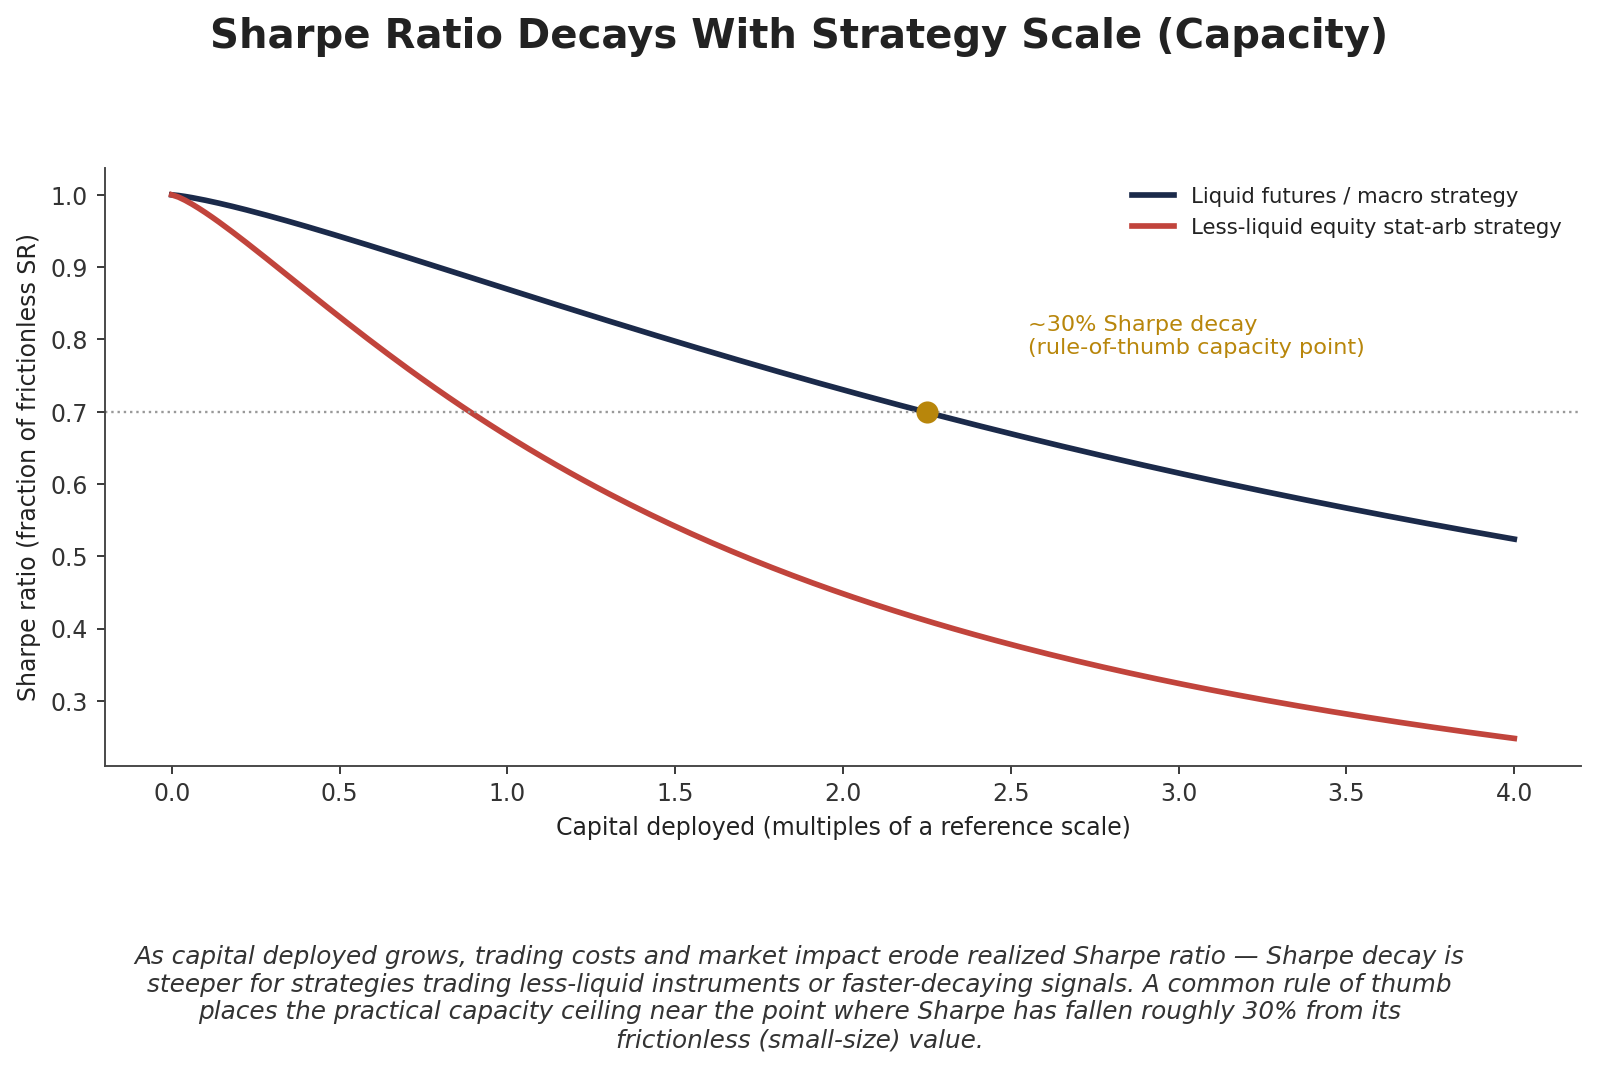 Sharpe Ratio Decays With Strategy Scale (Capacity)
Liquid futures / macro strategy
Less-liquid equity stat-arb strategy
~30% Sharpe decay
(rule-of-thumb capacity point)
Sharpe ratio (fraction of frictionless SR)
1.0
0.9
0.8
0.7
0.6
0.5
0.4
0.3
0.0 0.5 1.0 1.5 2.0 2.5 3.0 3.5 4.0
Capital deployed (multiples of a reference scale)
As capital deployed grows, trading costs and market impact erode realized Sharpe ratio — Sharpe decay is
steeper for strategies trading less-liquid instruments or faster-decaying signals. A common rule of thumb
places the practical capacity ceiling near the point where Sharpe has fallen roughly 30% from its
frictionless (small-size) value.